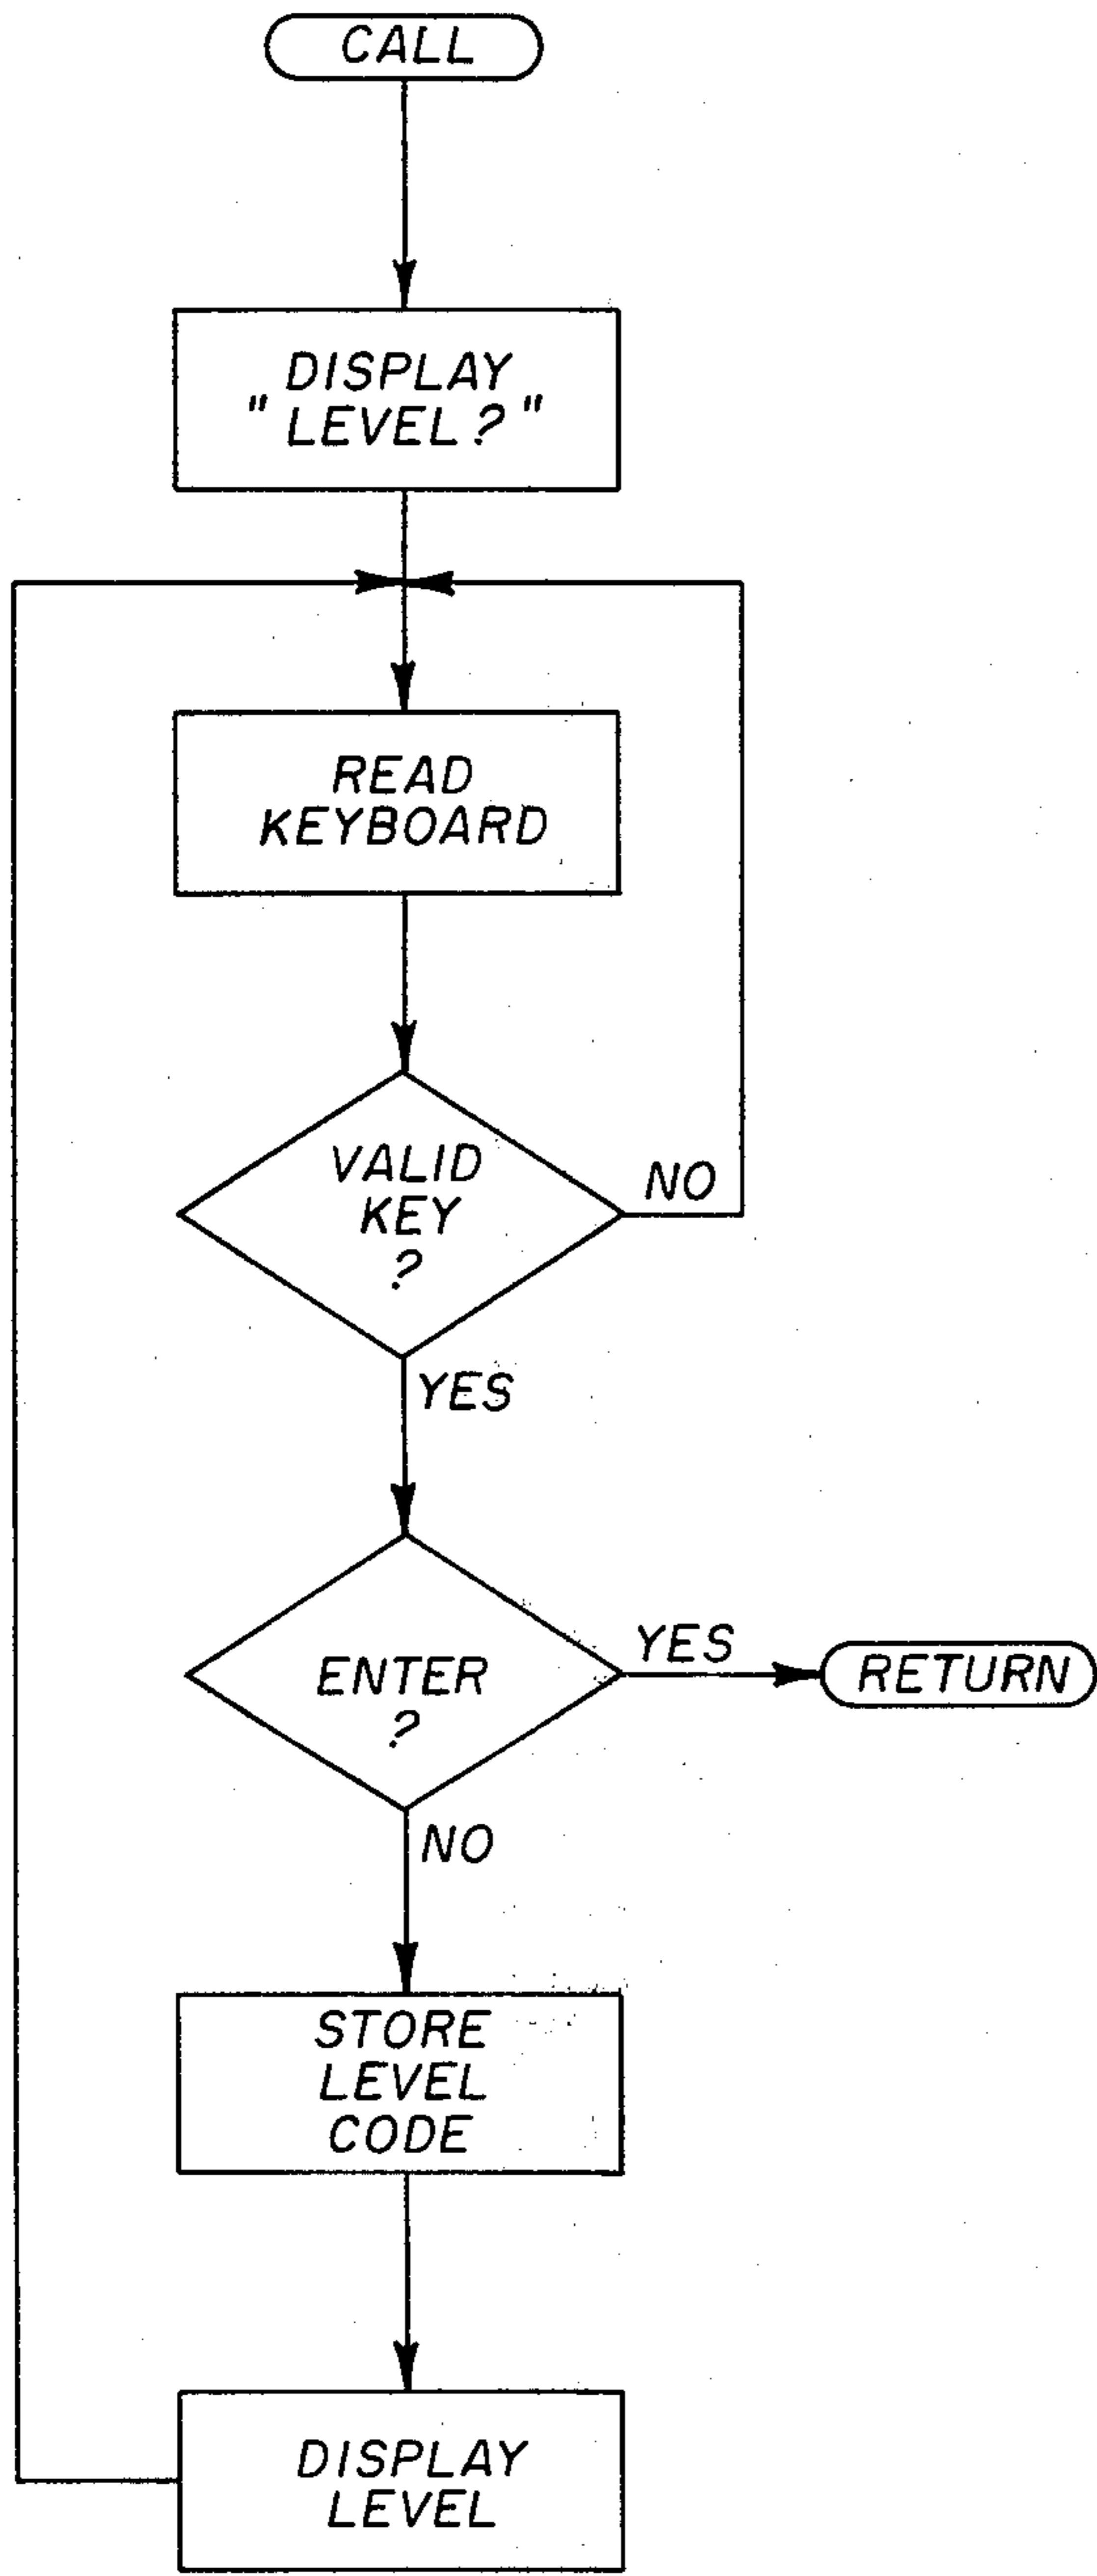 CALL
DISPLAY
" LEVEL ? "
READ
KEYBOARD
VALID
KEY
?
NO
YES
ENTER
?
YES
RETURN
NO
STORE
LEVEL
CODE
DISPLAY
LEVEL